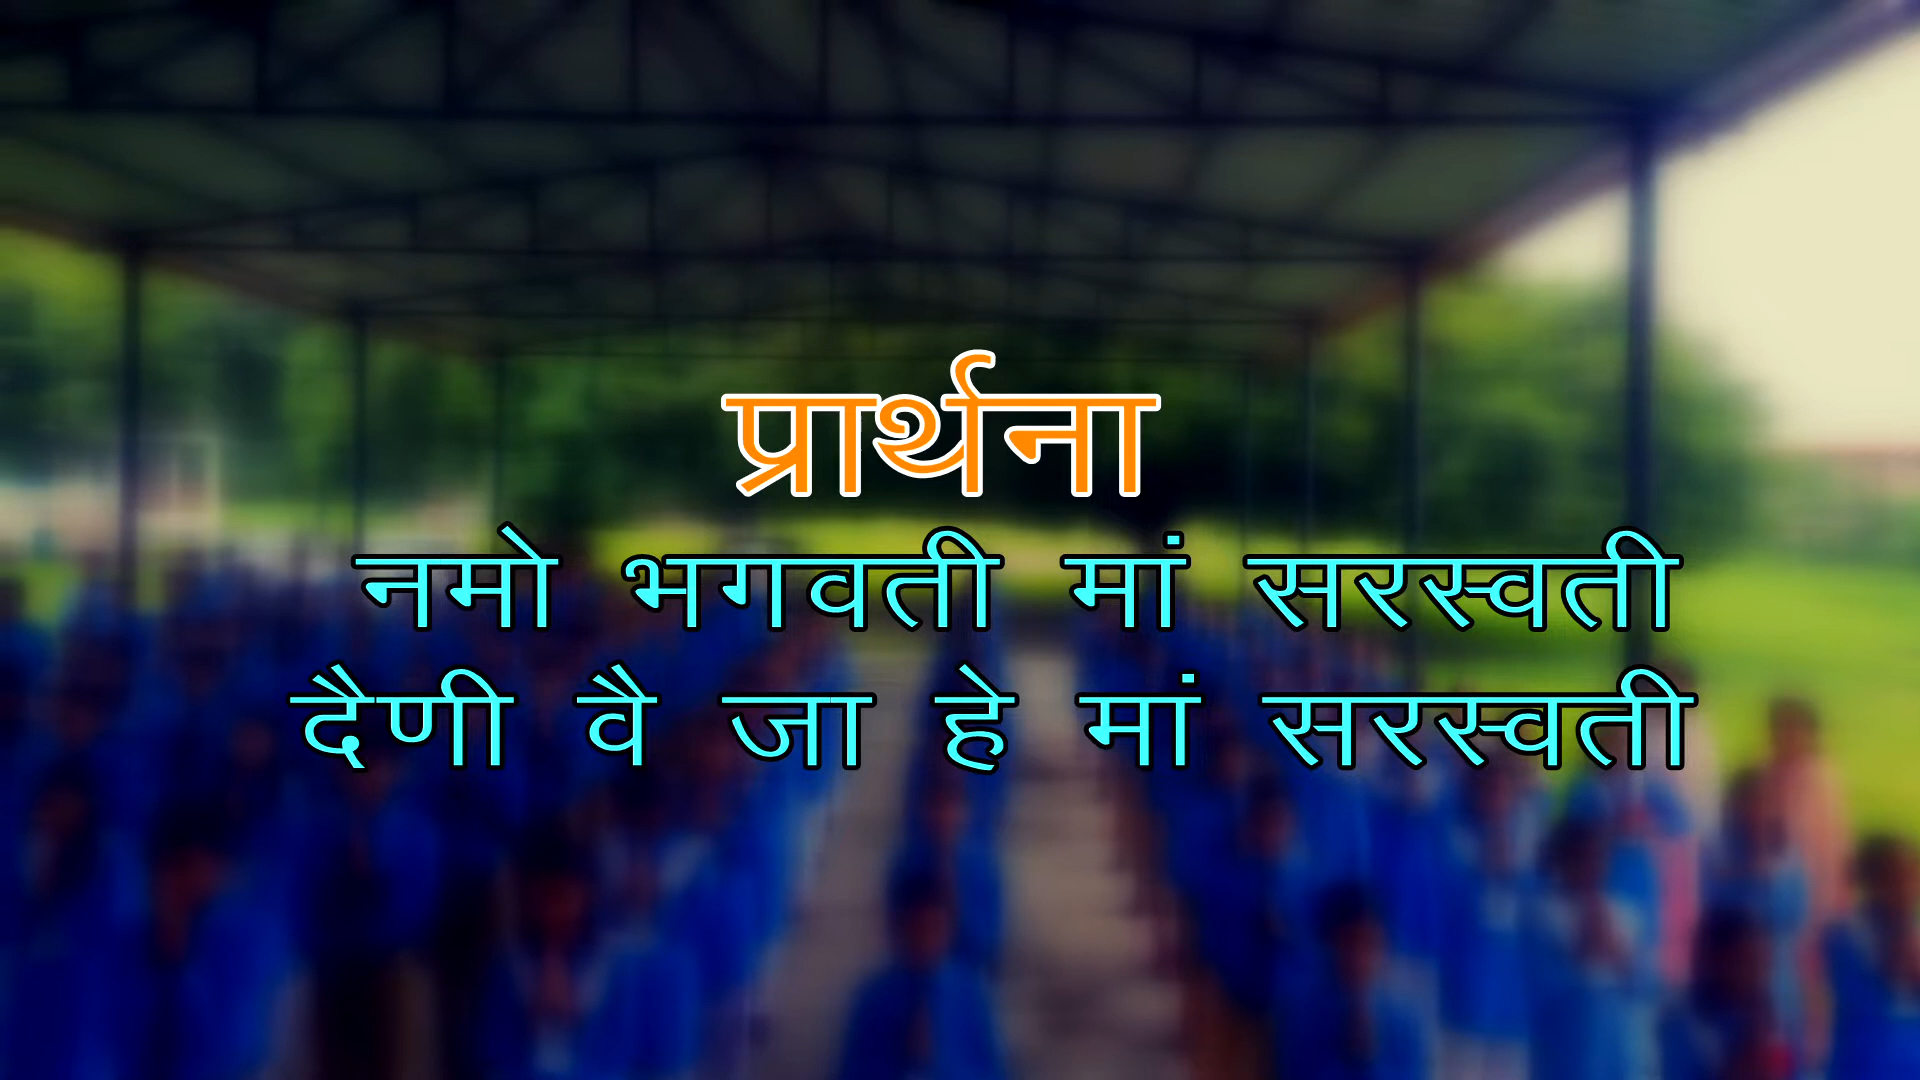 प्रार्थना
नमो भगवती मां सरस्वती
दैणी वै जा हे मां सरस्वती